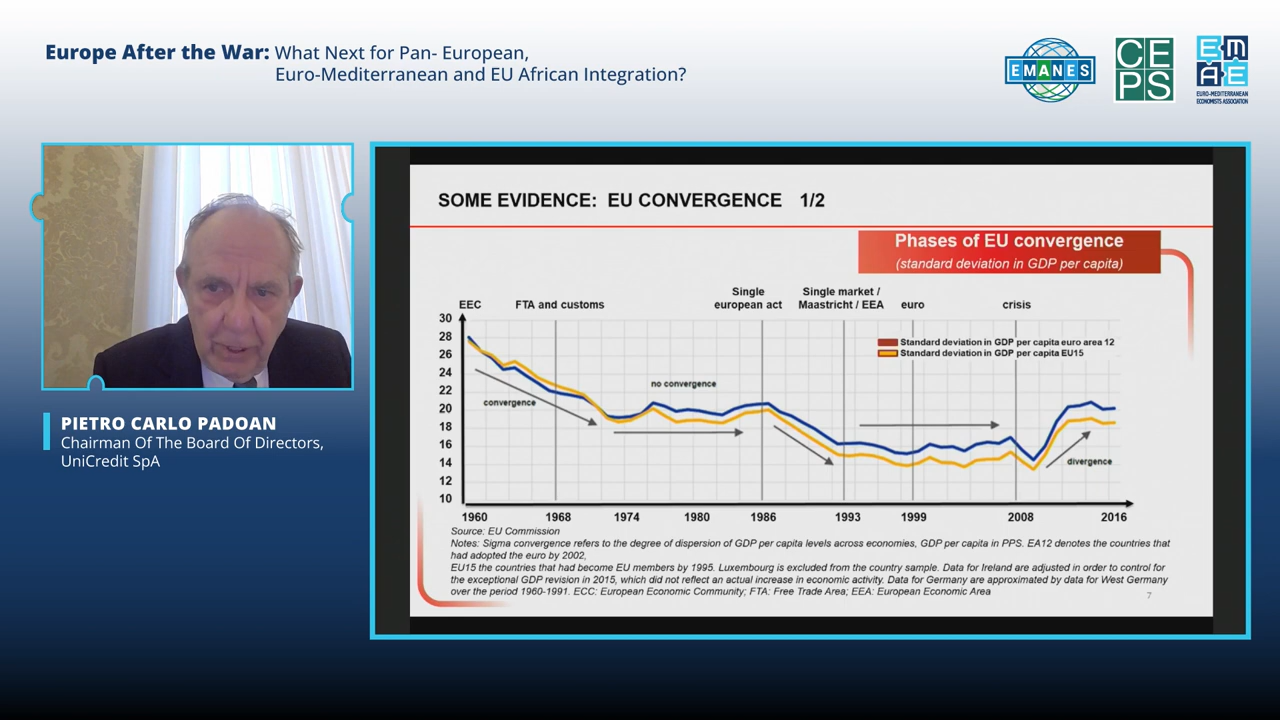 Europe After the War: What Next for Pan- European,
Euro-Mediterranean and EU African Integration?
EMANES
CE
PS
EM
AE
EURO-MEDITERRANEAN
ECONOMISTS ASSOCIATION
PIETRO CARLO PADOAN
Chairman Of The Board Of Directors,
UniCredit SpA
SOME EVIDENCE: EU CONVERGENCE 1/2
Phases of EU convergence
(standard deviation in GDP per capita)
EEC
FTA and customs
Single
european act
Single market /
Maastricht / EEA
euro
crisis
30
28
26
24
22
20
18
16
14
12
10
Standard deviation in GDP per capita euro area 12
Standard deviation in GDP per capita EU15
convergence
no convergence
divergence
1960 1968 1974 1980 1986 1993 1999 2008 2016
Source: EU Commission
Notes: Sigma convergence refers to the degree of dispersion of GDP per capita levels across economies, GDP per capita in PPS. EA12 denotes the countries that
had adopted the euro by 2002,
EU15 the countries that had become EU members by 1995. Luxembourg is excluded from the country sample. Data for Ireland are adjusted in order to control for
the exceptional GDP revision in 2015, which did not reflect an actual increase in economic activity. Data for Germany are approximated by data for West Germany
over the period 1960-1991. ECC: European Economic Community; FTA: Free Trade Area; EEA: European Economic Area
7